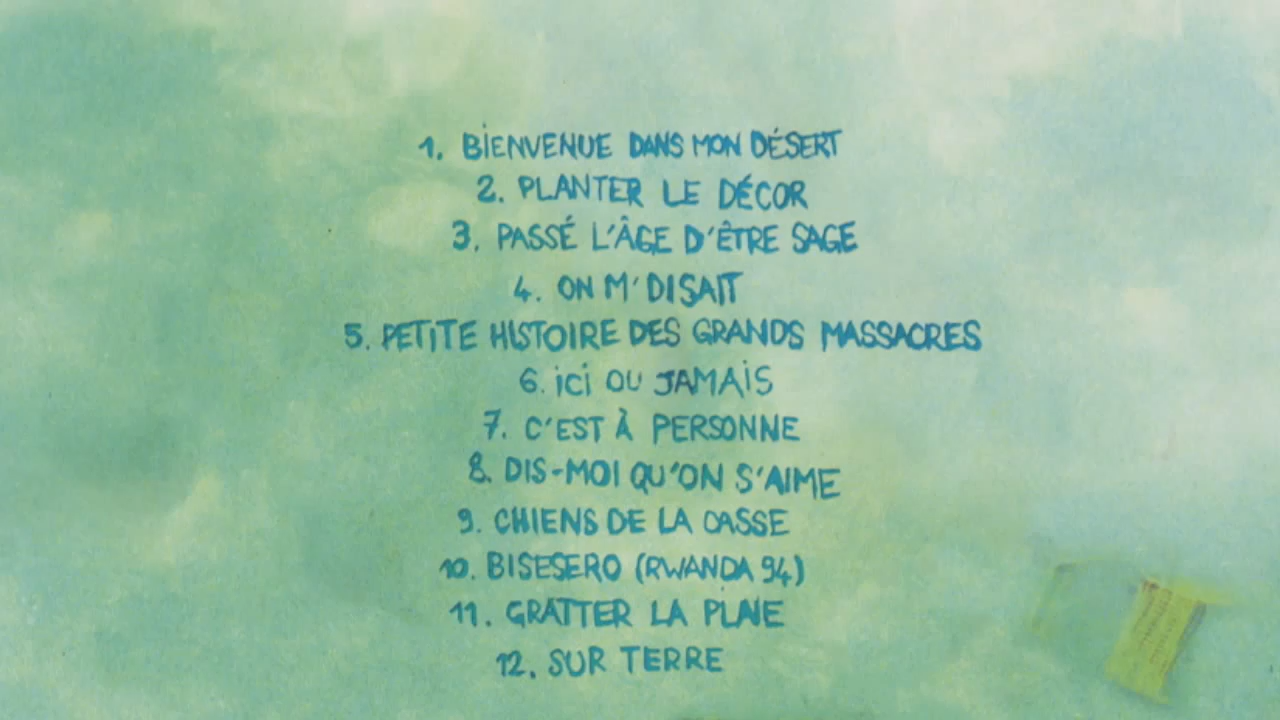 1. BIENVENUE DANS MON DÉSERT
2. PLANTER LE DÉCOR
3. PASSÉ L'ÂGE D'ÊTRE SAGE
4. ON M'DISAIT
5. PETITE HISTOIRE DES GRANDS MASSACRES
6. ICI OU JAMAIS
7. C'EST À PERSONNE
8. DIS-MOI QU'ON S'AIME
9. CHIENS DE LA CASSE
10. BISESERO (RWANDA 94)
11. GRATTER LA PLAIE
12. SUR TERRE